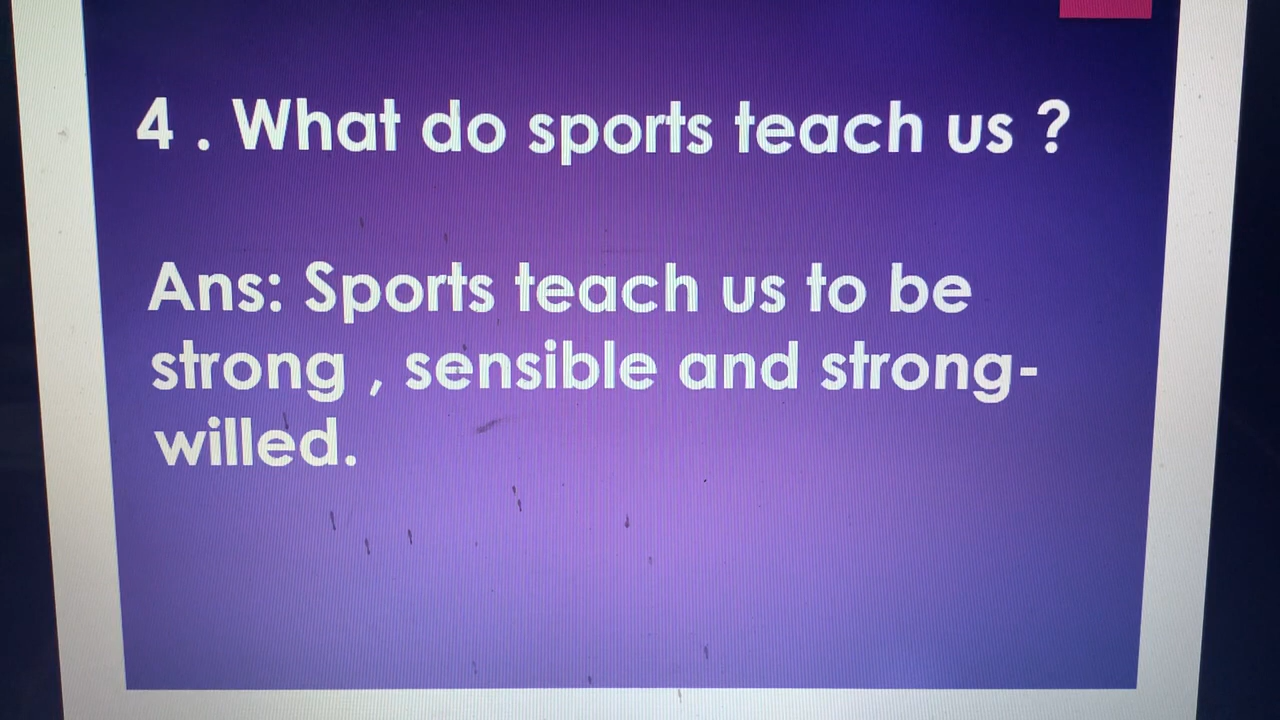 4 . What do sports teach us ?
Ans: Sports teach us to be
strong , sensible and strong-
willed.